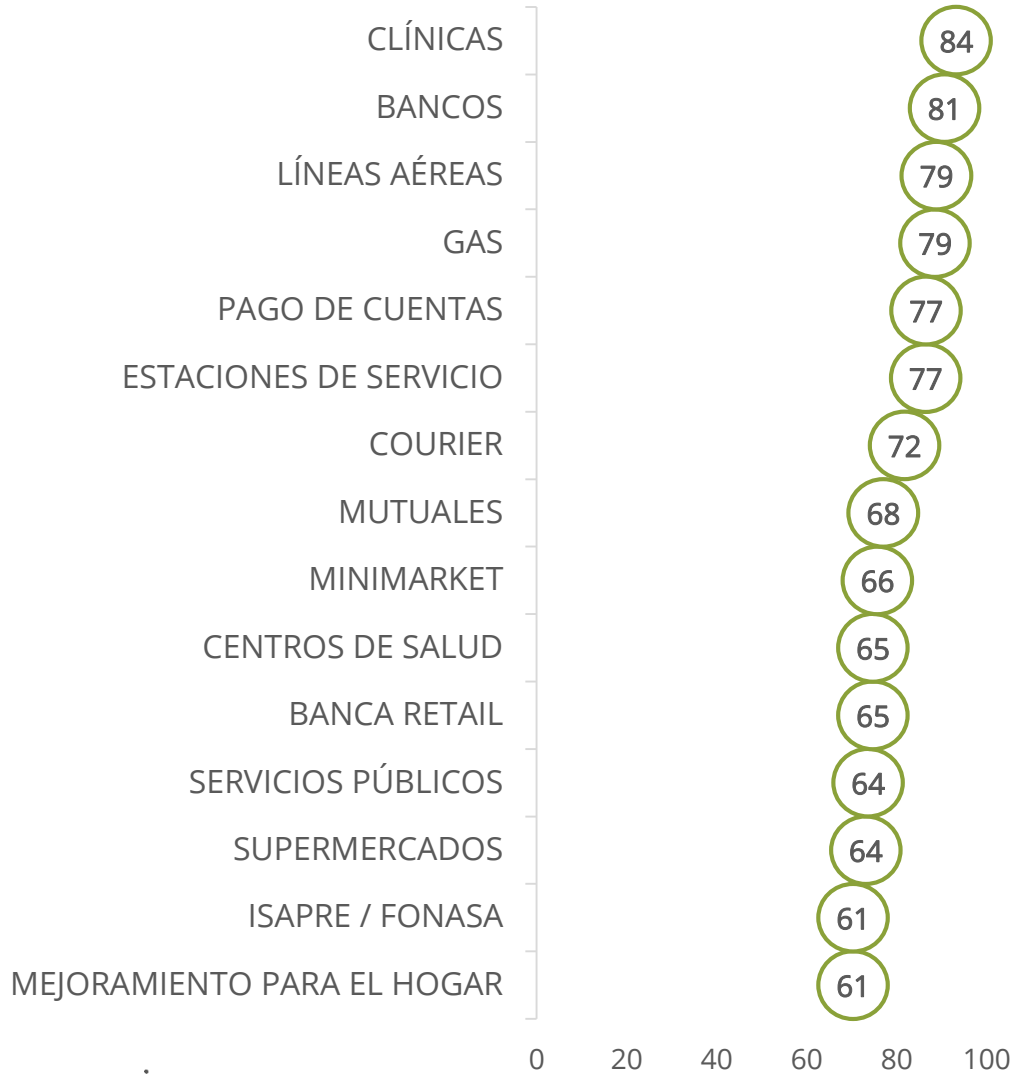 CLÍNICAS 84
BANCOS 81
LÍNEAS AÉREAS 79
GAS 79
PAGO DE CUENTAS 77
ESTACIONES DE SERVICIO 77
COURIER 72
MUTUALES 68
MINIMARKET 66
CENTROS DE SALUD 65
BANCA RETAIL 65
SERVICIOS PÚBLICOS 64
SUPERMERCADOS 64
ISAPRE / FONASA 61
MEJORAMIENTO PARA EL HOGAR 61
0 20 40 60 80 100